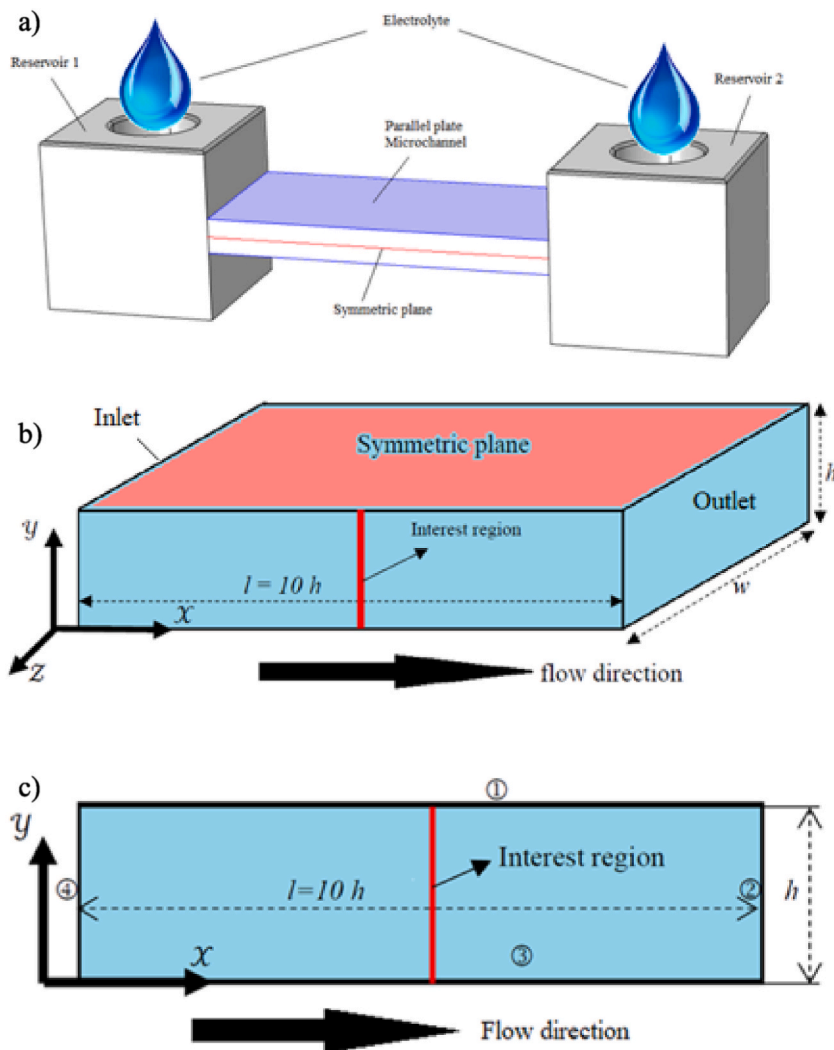 a)
Electrolyte
Reservoir 1
Reservoir 2
Parallel plate
Microchannel
Symmetric plane
b)
Inlet
Symmetric plane
h
Outlet
y
Interest region
l = 10 h
w
x
z
flow direction
c)
①
y
Interest region
④
l=10 h
②
h
③
x
Flow direction